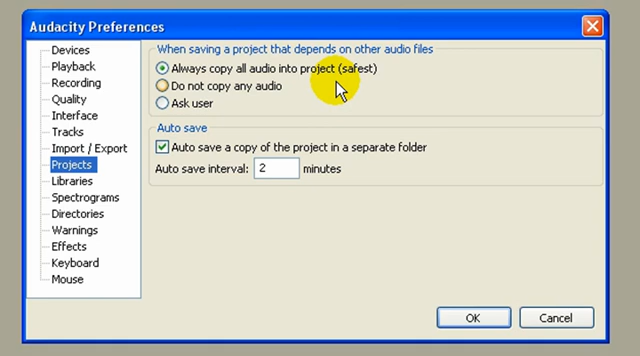 Audacity Preferences
Devices
Playback
Recording
Quality
Interface
Tracks
Import / Export
Projects
Libraries
Spectrograms
Directories
Warnings
Effects
Keyboard
Mouse
When saving a project that depends on other audio files
Always copy all audio into project (safest)
Do not copy any audio
Ask user
Auto save
Auto save a copy of the project in a separate folder
Auto save interval: 2 minutes
OK Cancel